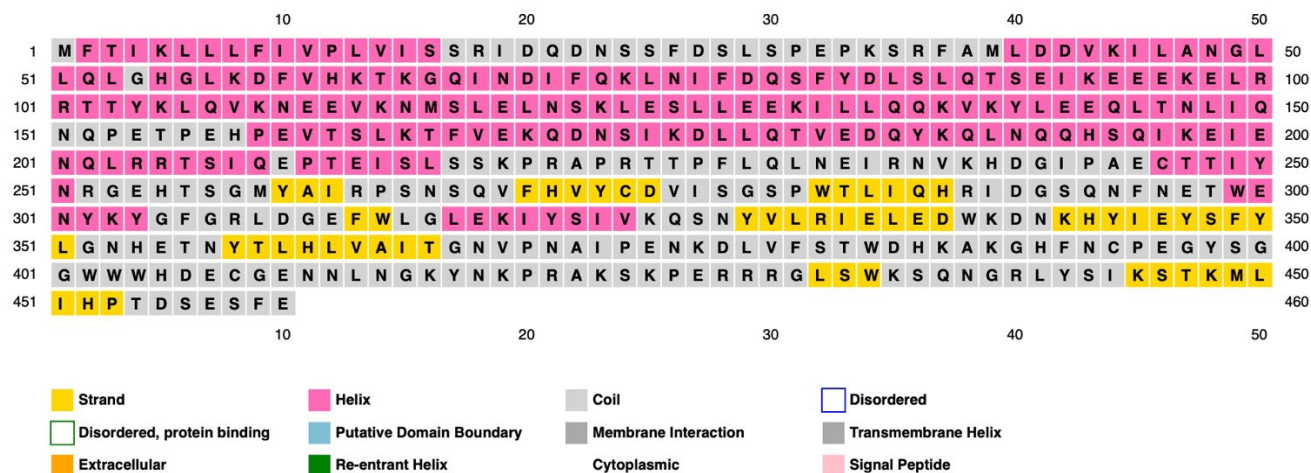 10 20 30 40 50
1 M F T I K L L L F I V P L V I S S R I D Q D N S S F D S L S P E P K S R F A M L D D V K I L A N G L 50
51 L Q L G H G L K D F V H K T K G Q I N D I F Q K L N I F D Q S F Y D L S L Q T S E I K E E E K E L R 100
101 R T T Y K L Q V K N E E V K N M S L E L N S K L E S L L E E K I L L Q Q K V K Y L E E Q L T N L I Q 150
151 N Q P E T P E H P E V T S L K T F V E K Q D N S I K D L L Q T V E D Q Y K Q L N Q Q H S Q I K E I E 200
201 N Q L R R T S I Q E P T E I S L S S K P R A P R T T P F L Q L N E I R N V K H D G I P A E C T T I Y 250
251 N R G E H T S G M Y A I R P S N S Q V F H V Y C D V I S G S P W T L I Q H R I D G S Q N F N E T W E 300
301 N Y K Y G F G R L D G E F W L G L E K I Y S I V K Q S N Y V L R I E L E D W K D N K H Y I E Y S F Y 350
351 L G N H E T N Y T L H L V A I T G N V P N A I P E N K D L V F S T W D H K A K G H F N C P E G Y S G 400
401 G W W W H D E C G E N N L N G K Y N K P R A K S K P E R R R G L S W K S Q N G R L Y S I K S T K M L 450
451 I H P T D S E S F E 460
10 20 30 40 50
Strand Helix Coil Disordered
Disordered, protein binding Putative Domain Boundary Membrane Interaction Transmembrane Helix
Extracellular Re-entrant Helix Cytoplasmic Signal Peptide